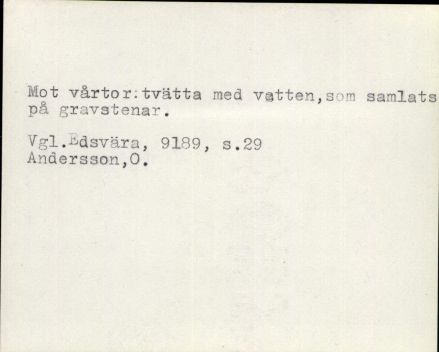 Mot vårtor:tvätta med vatten,som samlats
på gravstenar.
Vgl.Edsvära, 9189, s.29
Andersson,O.